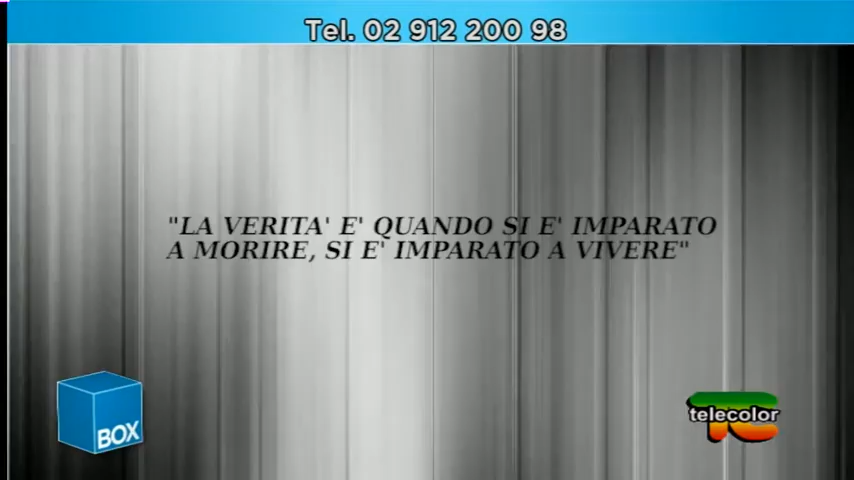 Tel. 02 912 200 98
"LA VERITA' E' QUANDO SI E' IMPARATO
A MORIRE, SI E' IMPARATO A VIVERE"
BOX
telecolor